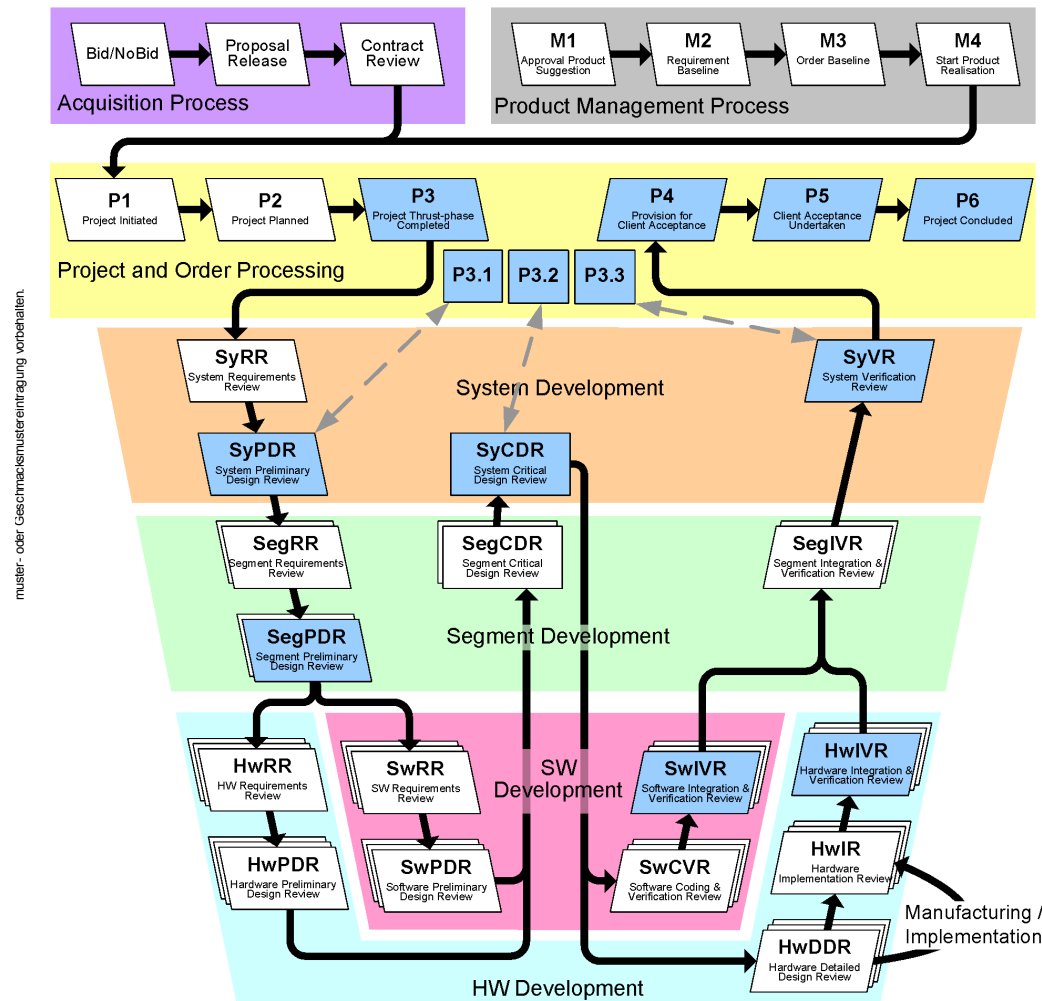 Bid/NoBid
Proposal
Release
Contract
Review
Acquisition Process
M1
Approval Product
Suggestion
M2
Requirement
Baseline
M3
Order Baseline
M4
Start Product
Realisation
Product Management Process
P1
Project Initiated
P2
Project Planned
P3
Project Thrust-phase
Completed
P4
Provision for
Client Acceptance
P5
Client Acceptance
Undertaken
P6
Project Concluded
Project and Order Processing
P3.1
P3.2
P3.3
muster- oder Geschmacksmustereintragung vorbehalten.
SyRR
System Requirements
Review
System Development
SyVR
System Verification
Review
SyPDR
System Preliminary
Design Review
SyCDR
System Critical
Design Review
SegRR
Segment Requirements
Review
SegCDR
Segment Critical
Design Review
SegIVR
Segment Integration &
Verification Review
SegPDR
Segment Preliminary
Design Review
Segment Development
HwRR
HW Requirements
Review
SwRR
SW Requirements
Review
SW
Development
SwIVR
Software Integration &
Verification Review
HwIVR
Hardware Integration &
Verification Review
HwPDR
Hardware Preliminary
Design Review
SwPDR
Software Preliminary
Design Review
SwCVR
Software Coding &
Verification Review
HwIR
Hardware
Implementation Review
Manufacturing /
Implementation
HwDDR
Hardware Detailed
Design Review
HW Development